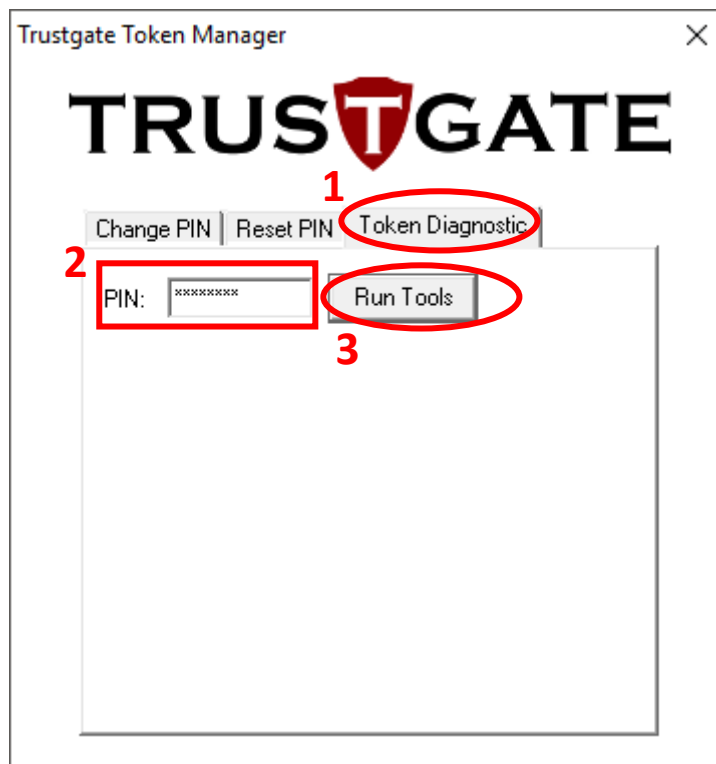 Trustgate Token Manager
TRUSTGATE
1
Change PIN Reset PIN Token Diagnostic
2
PIN: ******** Run Tools
3